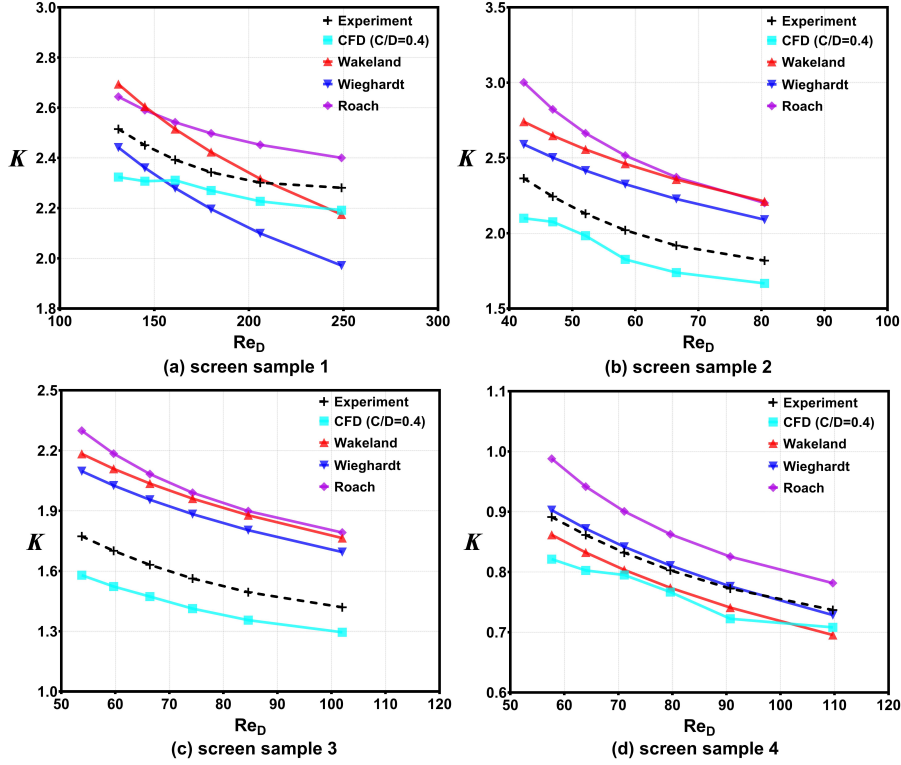 3.0
2.8
2.6
2.4
2.2
2.0
1.8
K
100 150 200 250 300
Re_D
Experiment
CFD (C/D=0.4)
Wakeland
Wieghardt
Roach
(a) screen sample 1
3.5
3.0
2.5
2.0
1.5
K
40 50 60 70 80 90 100
Re_D
Experiment
CFD (C/D=0.4)
Wakeland
Wieghardt
Roach
(b) screen sample 2
2.5
2.2
1.9
1.6
1.3
1.0
K
50 60 70 80 90 100 110 120
Re_D
Experiment
CFD (C/D=0.4)
Wakeland
Wieghardt
Roach
(c) screen sample 3
1.1
1.0
0.9
0.8
0.7
0.6
K
50 60 70 80 90 100 110 120
Re_D
Experiment
CFD (C/D=0.4)
Wakeland
Wieghardt
Roach
(d) screen sample 4